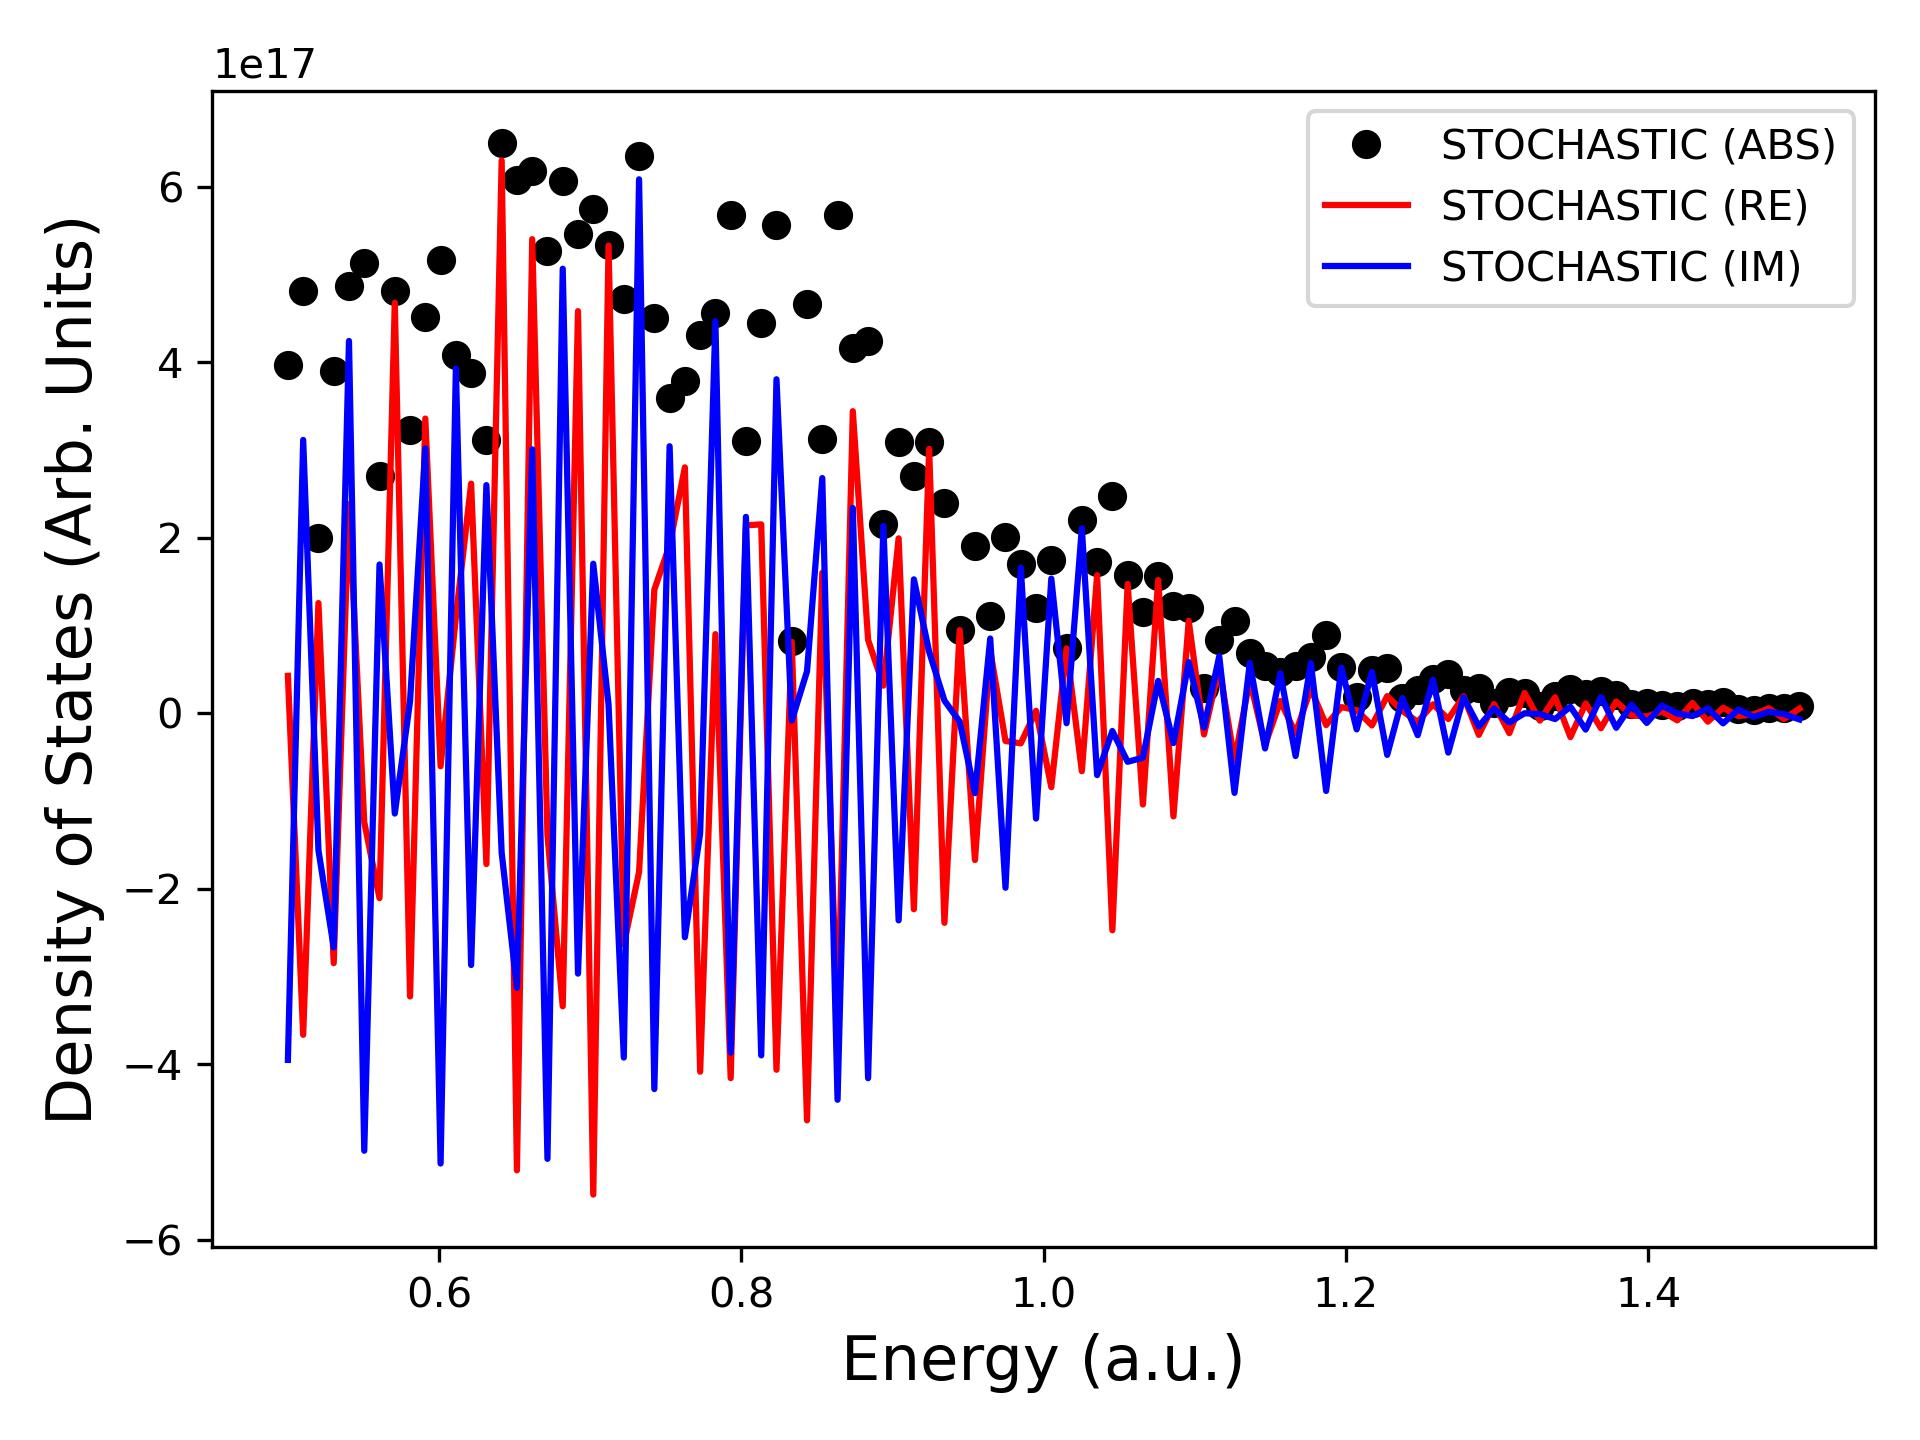 1e17
STOCHASTIC (ABS)
STOCHASTIC (RE)
STOCHASTIC (IM)
6
4
2
0
−2
−4
−6
Density of States (Arb. Units)
0.6 0.8 1.0 1.2 1.4
Energy (a.u.)